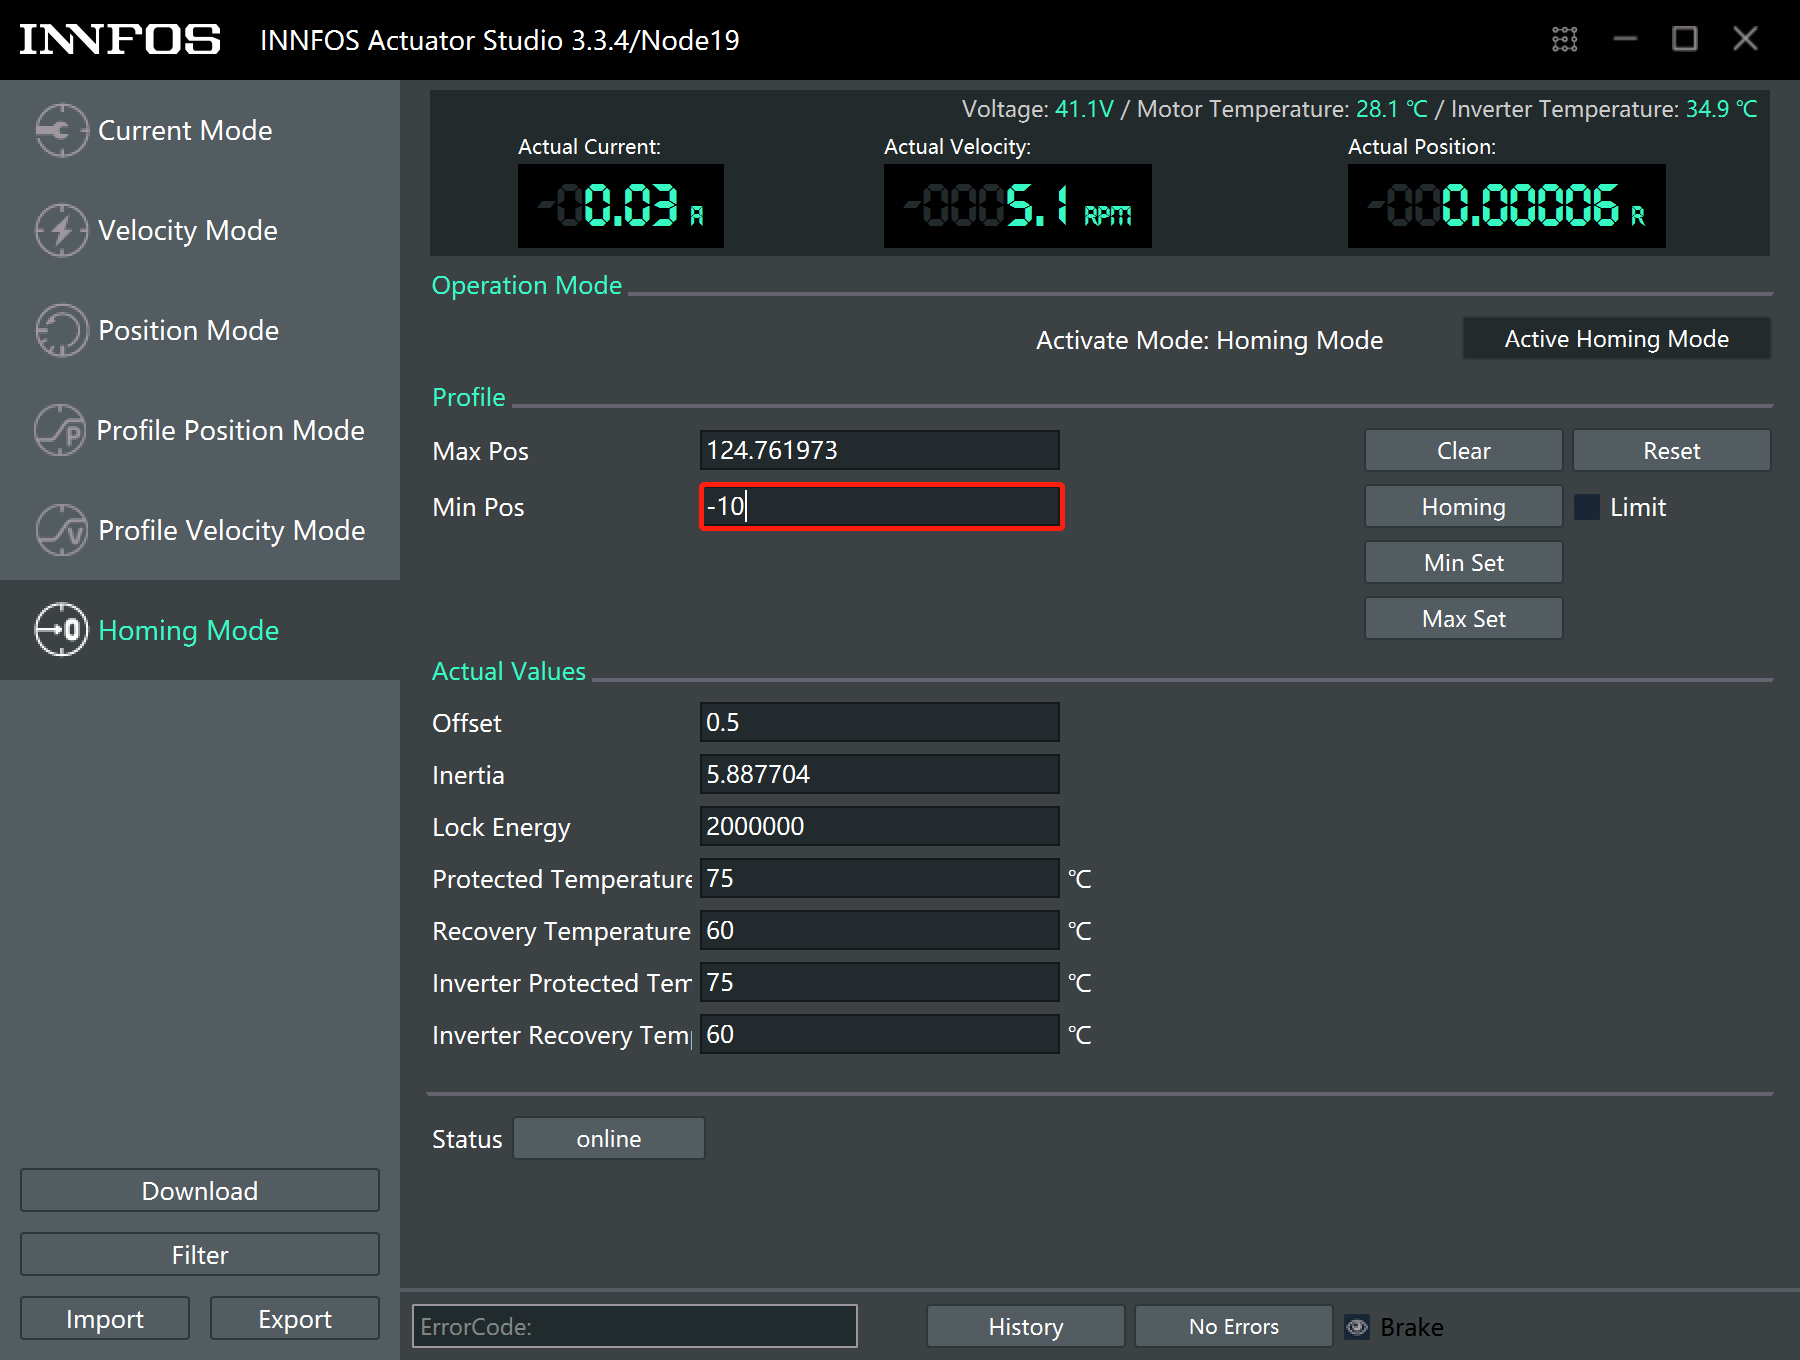 INNFOS INNFOS Actuator Studio 3.3.4/Node19
Current Mode
Velocity Mode
Position Mode
Profile Position Mode
Profile Velocity Mode
Homing Mode
Download
Filter
Import Export
Voltage: 41.1V / Motor Temperature: 28.1 ℃ / Inverter Temperature: 34.9 ℃
Actual Current: Actual Velocity: Actual Position:
0.03 A 5.1 RPM 0.00006 R
Operation Mode
Activate Mode: Homing Mode Active Homing Mode
Profile
Max Pos 124.761973 Clear Reset
Min Pos -10 Homing Limit
Min Set
Max Set
Actual Values
Offset 0.5
Inertia 5.887704
Lock Energy 2000000
Protected Temperature 75 ℃
Recovery Temperature 60 ℃
Inverter Protected Tem 75 ℃
Inverter Recovery Tem 60 ℃
Status online
ErrorCode: History No Errors Brake